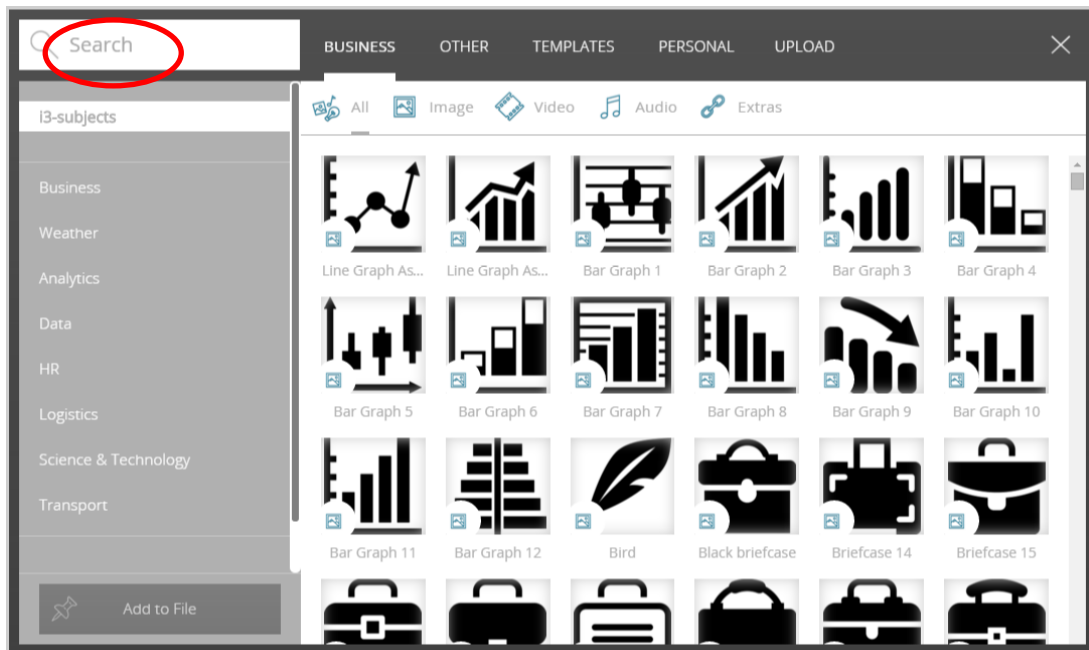 Search
BUSINESS OTHER TEMPLATES PERSONAL UPLOAD
i3-subjects
All Image Video Audio Extras
Business
Weather
Analytics
Data
HR
Logistics
Science & Technology
Transport
Add to File
Line Graph As... Line Graph As... Bar Graph 1 Bar Graph 2 Bar Graph 3 Bar Graph 4
Bar Graph 5 Bar Graph 6 Bar Graph 7 Bar Graph 8 Bar Graph 9 Bar Graph 10
Bar Graph 11 Bar Graph 12 Bird Black briefcase Briefcase 14 Briefcase 15